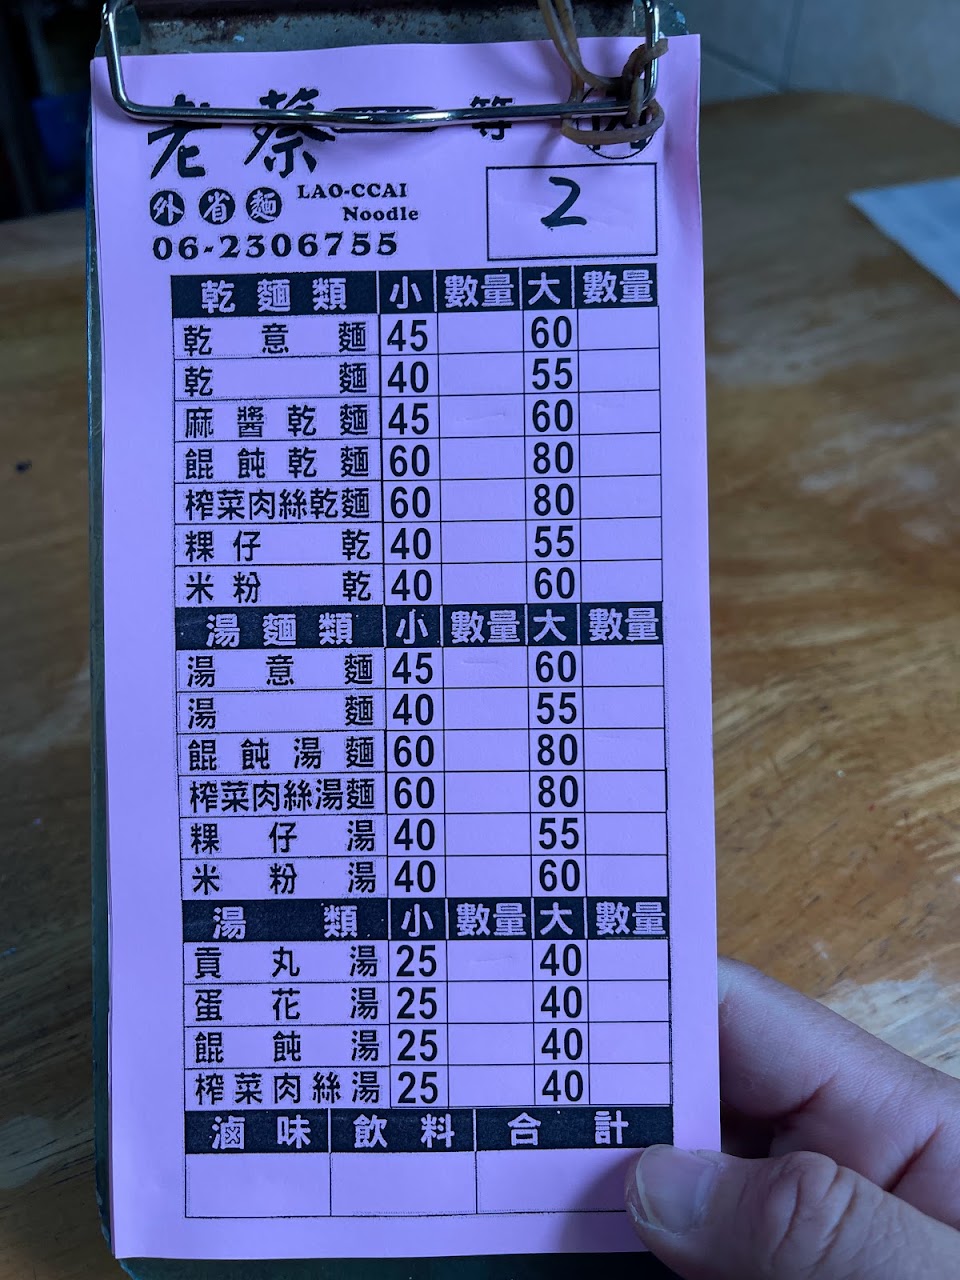 老蔡 等 內
外省麵 LAO-CCAI Noodle
06-2306755
2
乾麵類 小 數量 大 數量
乾意麵 45 60
乾麵 40 55
麻醬乾麵 45 60
餛飩乾麵 60 80
榨菜肉絲乾麵 60 80
粿仔乾 40 55
米粉乾 40 60
湯麵類 小 數量 大 數量
湯意麵 45 60
湯麵 40 55
餛飩湯麵 60 80
榨菜肉絲湯麵 60 80
粿仔湯 40 55
米粉湯 40 60
湯類 小 數量 大 數量
貢丸湯 25 40
蛋花湯 25 40
餛飩湯 25 40
榨菜肉絲湯 25 40
滷味 飲料 合計